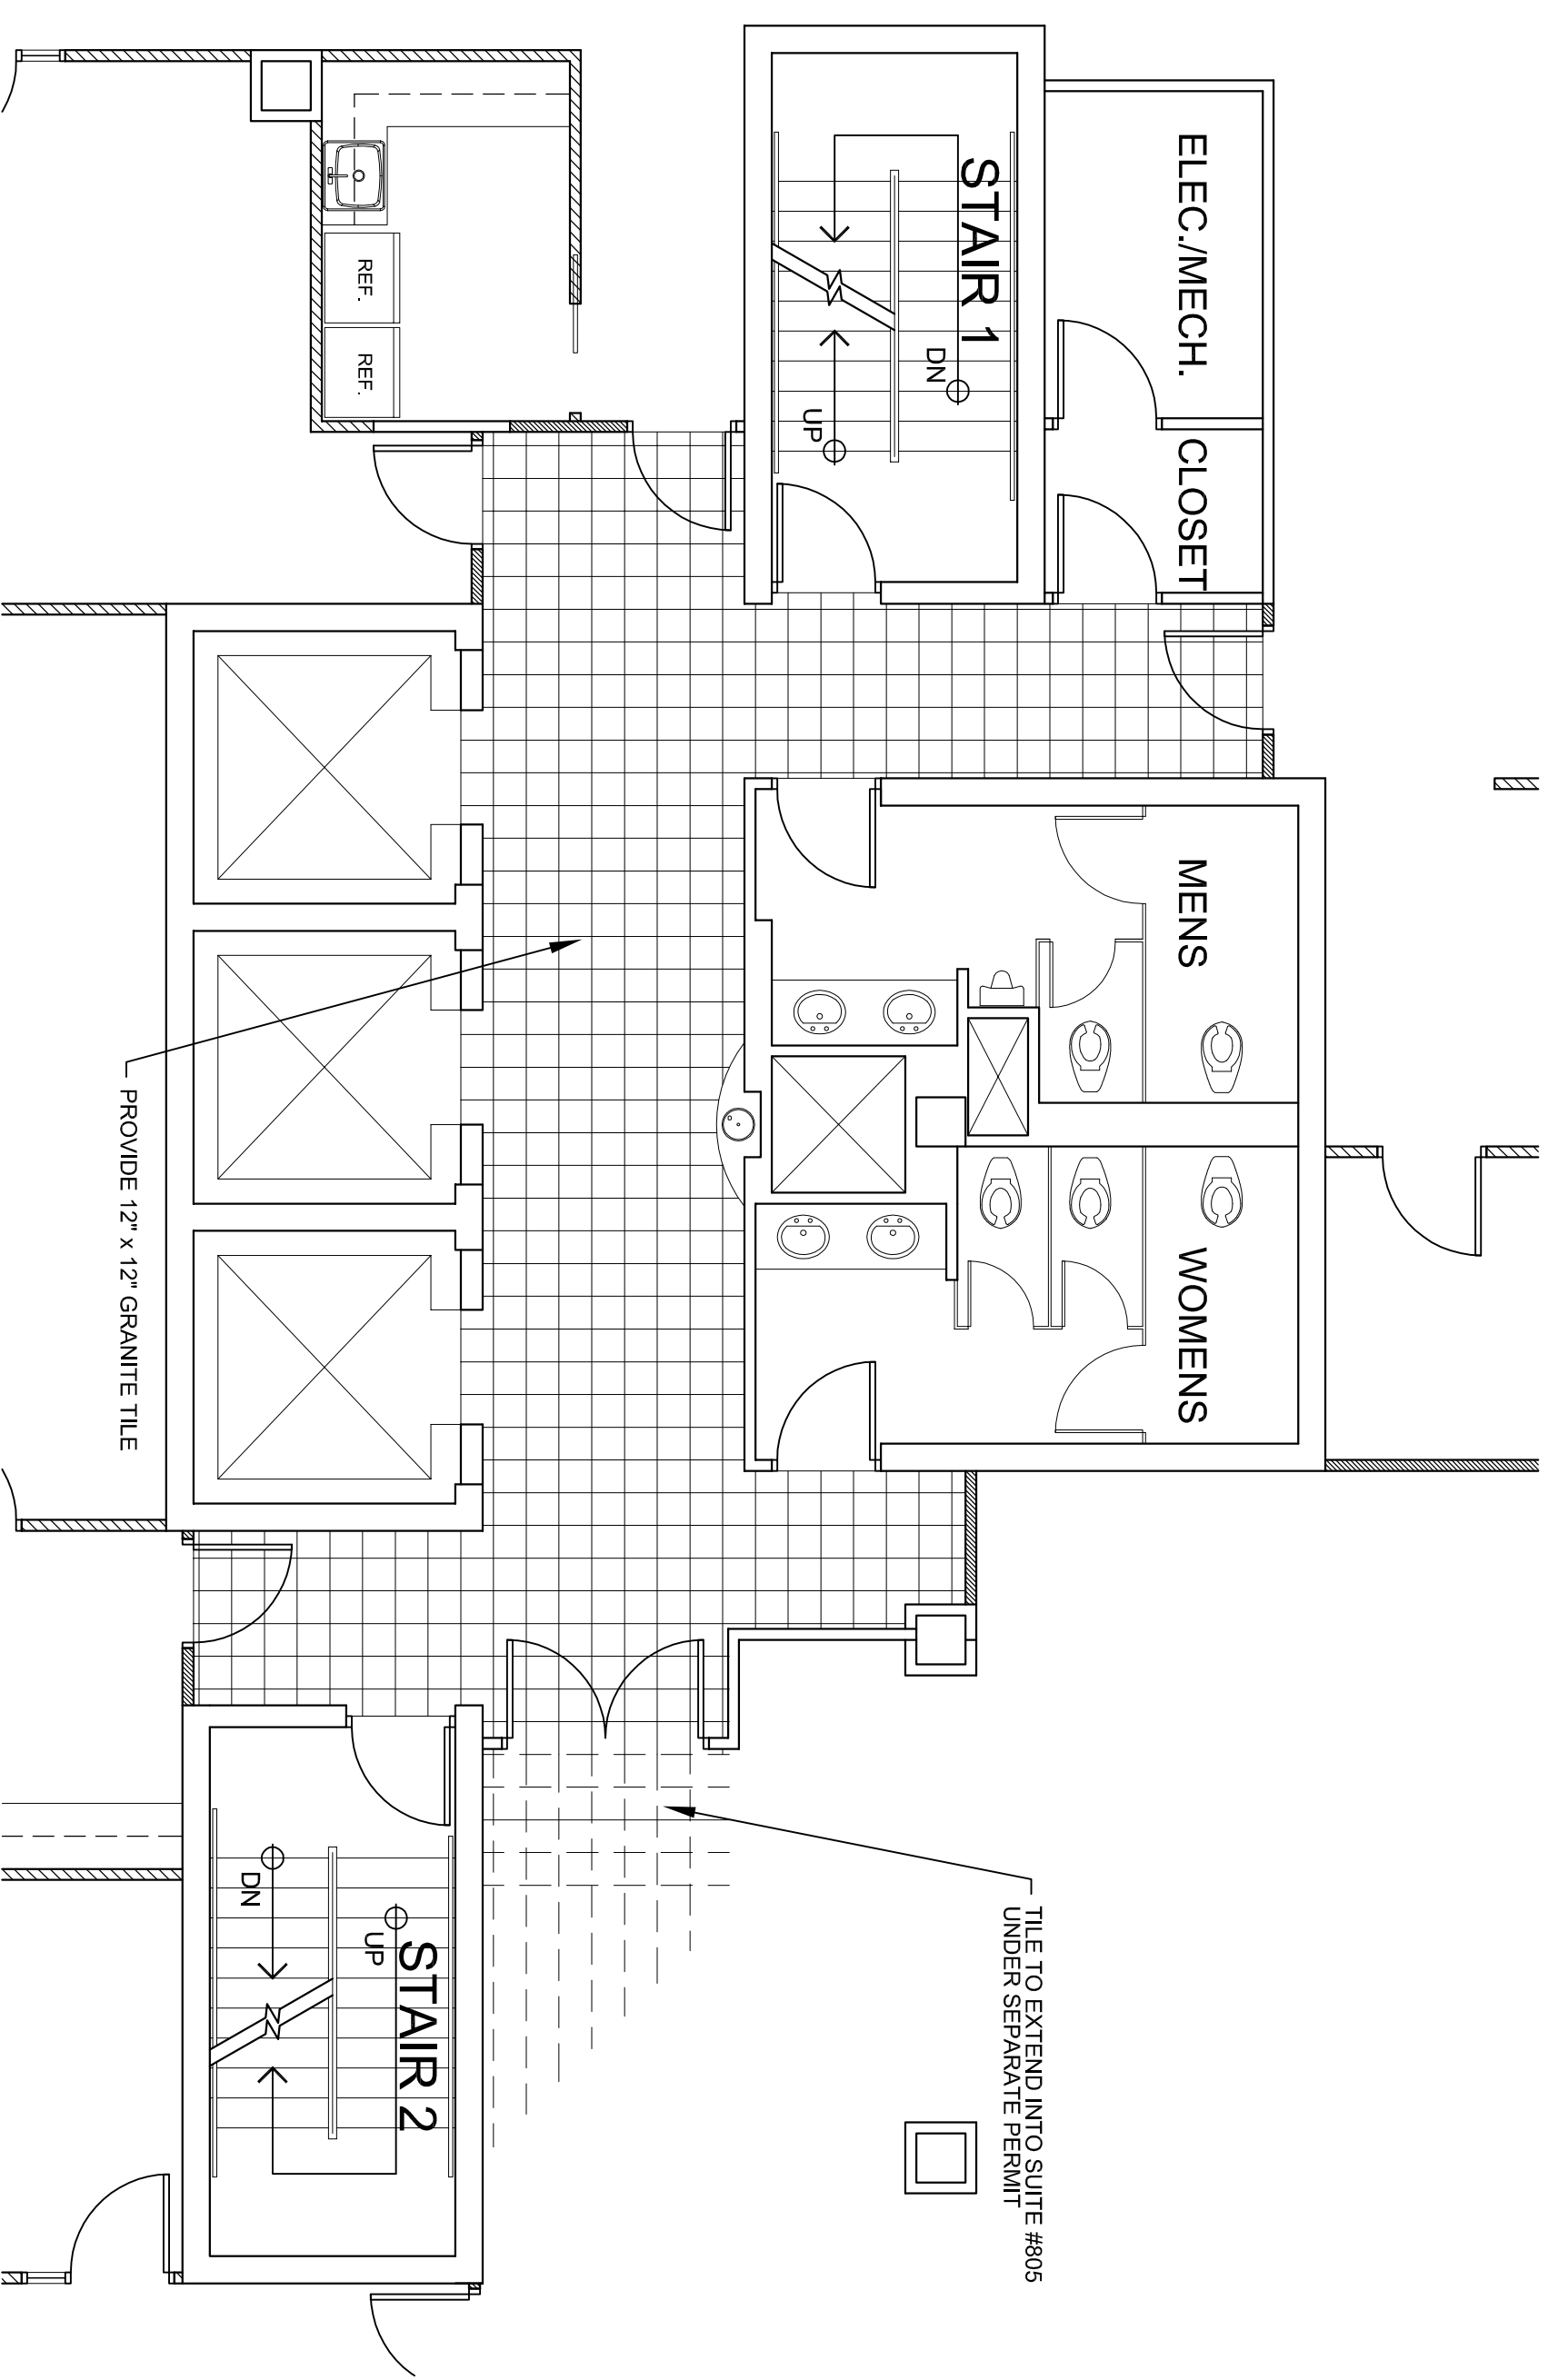 ELEC./MECH.
CLOSET
MENS
WOMENS
STAIR 1
DN
UP
REF.
REF.
TILE TO EXTEND INTO SUITE #805
UNDER SEPARATE PERMIT
STAIR 2
UP
DN
PROVIDE 12" x 12" GRANITE TILE